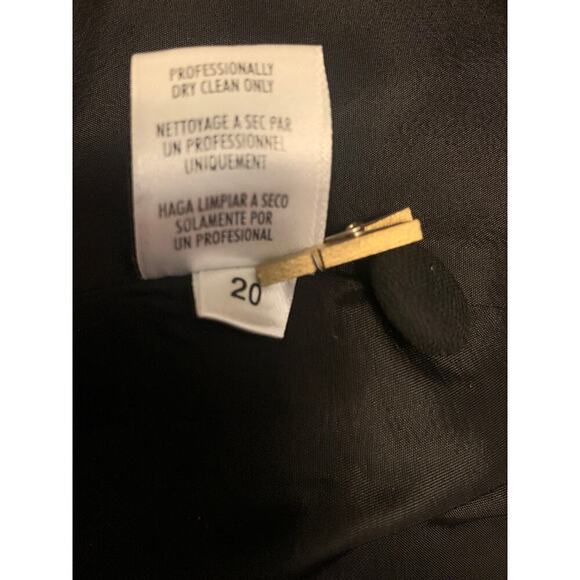 PROFESSIONALLY
DRY CLEAN ONLY
NETTOYAGE A SEC PAR
UN PROFESSIONNEL
UNIQUEMENT
HAGA LIMPIAR A SECO
SOLAMENTE POR
UN PROFESIONAL
20